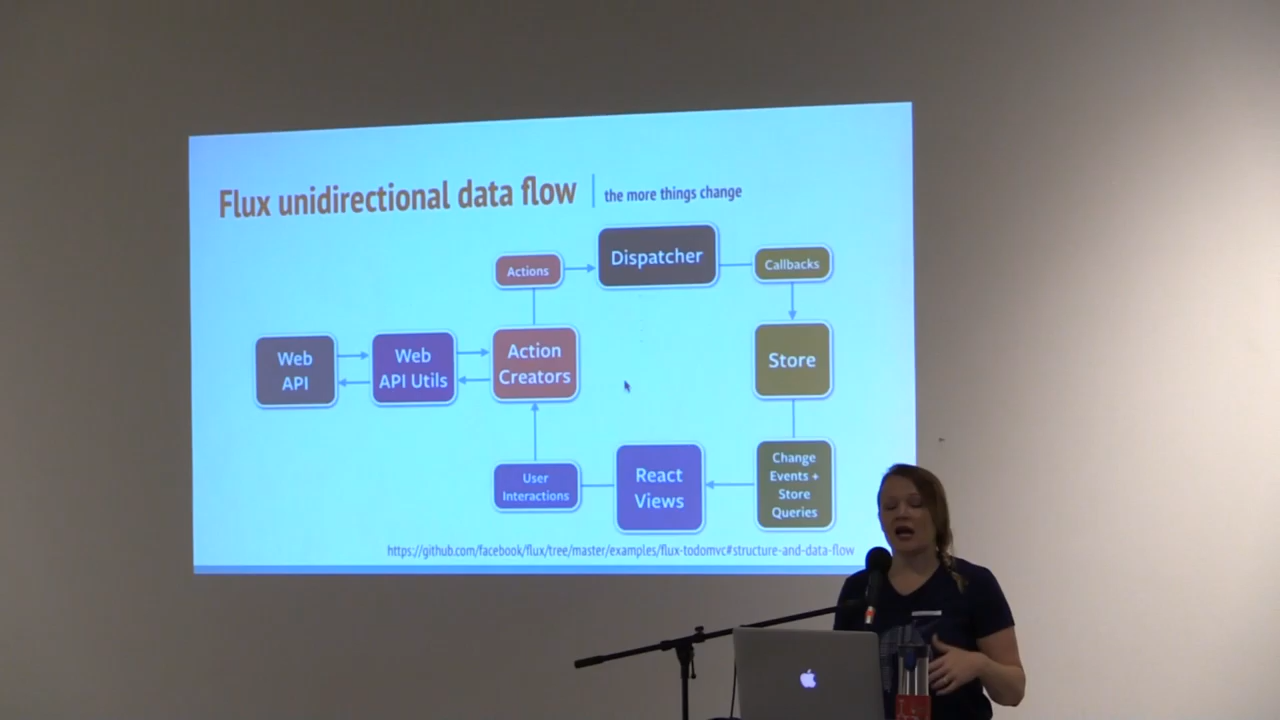 Flux unidirectional data flow | the more things change
Actions
Dispatcher
Callbacks
Web
API
Web
API Utils
Action
Creators
Store
User
Interactions
React
Views
Change
Events +
Store
Queries
https://github.com/facebook/flux/tree/master/examples/flux-todomvc#structure-and-data-flow